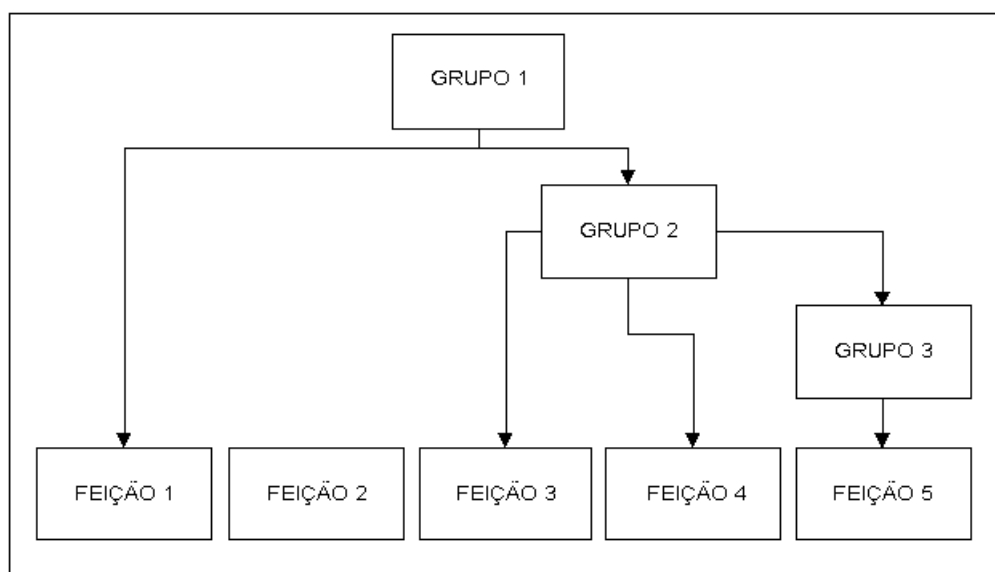 GRUPO 1
GRUPO 2
GRUPO 3
FEIÇÃO 1
FEIÇÃO 2
FEIÇÃO 3
FEIÇÃO 4
FEIÇÃO 5